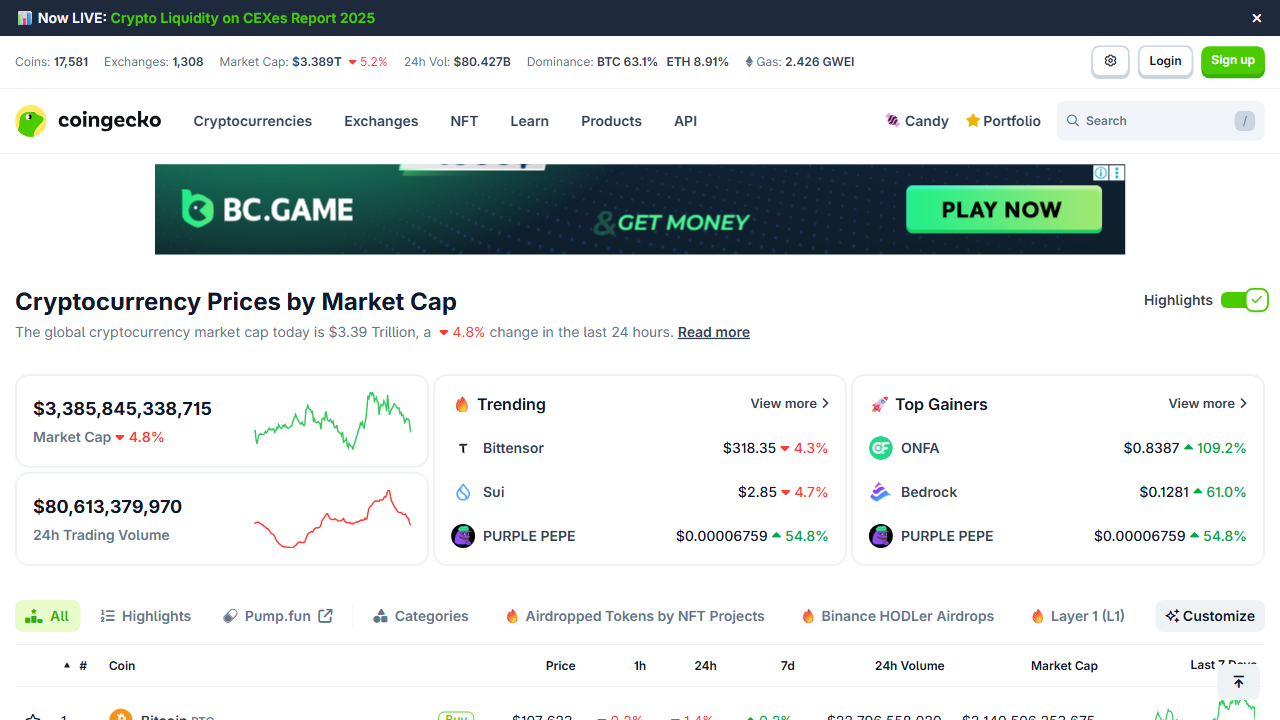 Now LIVE: Crypto Liquidity on CEXes Report 2025
Coins: 17,581 Exchanges: 1,308 Market Cap: $3.389T 5.2% 24h Vol: $80.427B Dominance: BTC 63.1% ETH 8.91% Gas: 2.426 GWEI
Login
Sign up
coingecko Cryptocurrencies Exchanges NFT Learn Products API Candy Portfolio Search /
BC.GAME
&GET MONEY
PLAY NOW
Cryptocurrency Prices by Market Cap
Highlights
The global cryptocurrency market cap today is $3.39 Trillion, a 4.8% change in the last 24 hours. Read more
$3,385,845,338,715
Market Cap 4.8%
$80,613,379,970
24h Trading Volume
Trending View more
Bittensor $318.35 4.3%
Sui $2.85 4.7%
PURPLE PEPE $0.00006759 54.8%
Top Gainers View more
ONFA $0.8387 109.2%
Bedrock $0.1281 61.0%
PURPLE PEPE $0.00006759 54.8%
All Highlights Pump.fun Categories Airdropped Tokens by NFT Projects Binance HODLer Airdrops Layer 1 (L1) Customize
# Coin Price 1h 24h 7d 24h Volume Market Cap Last 7 Days
1 Bitcoin BTC Buy